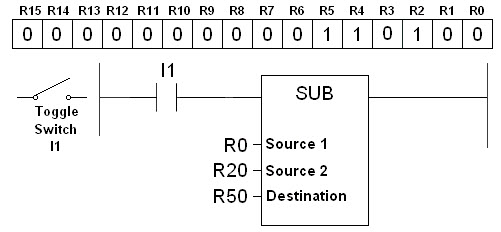 R15 R14 R13 R12 R11 R10 R9 R8 R7 R6 R5 R4 R3 R2 R1 R0
0 0 0 0 0 0 0 0 0 0 1 1 0 1 0 0
I1
Toggle
Switch
I1
SUB
R0 Source 1
R20 Source 2
R50 Destination